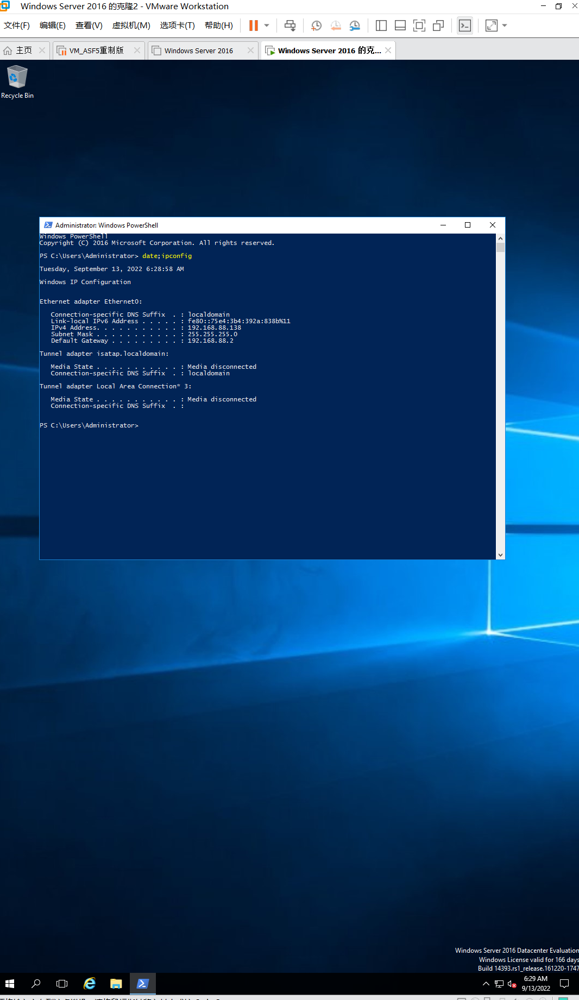 Windows Server 2016 的克隆2 - VMware Workstation
文件(F) 编辑(E) 查看(V) 虚拟机(M) 选项卡(T) 帮助(H)
主页 VM_ASF5重制版 Windows Server 2016 Windows Server 2016 的克...
Recycle Bin
Administrator: Windows PowerShell
Windows PowerShell
Copyright (C) 2016 Microsoft Corporation. All rights reserved.
PS C:\Users\Administrator> date;ipconfig
Tuesday, September 13, 2022 6:28:58 AM
Windows IP Configuration
Ethernet adapter Ethernet0:
Connection-specific DNS Suffix . : localdomain
Link-local IPv6 Address . . . . . : fe80::75e4:3b4:392a:838b%11
IPv4 Address. . . . . . . . . . . : 192.168.88.138
Subnet Mask . . . . . . . . . . . : 255.255.255.0
Default Gateway . . . . . . . . . : 192.168.88.2
Tunnel adapter isatap.localdomain:
Media State . . . . . . . . . . . : Media disconnected
Connection-specific DNS Suffix . : localdomain
Tunnel adapter Local Area Connection* 3:
Media State . . . . . . . . . . . : Media disconnected
Connection-specific DNS Suffix . :
PS C:\Users\Administrator>
Windows Server 2016 Datacenter Evaluation
Windows License valid for 166 days
Build 14393.rs1_release.161220-1747
6:29 AM
9/13/2022